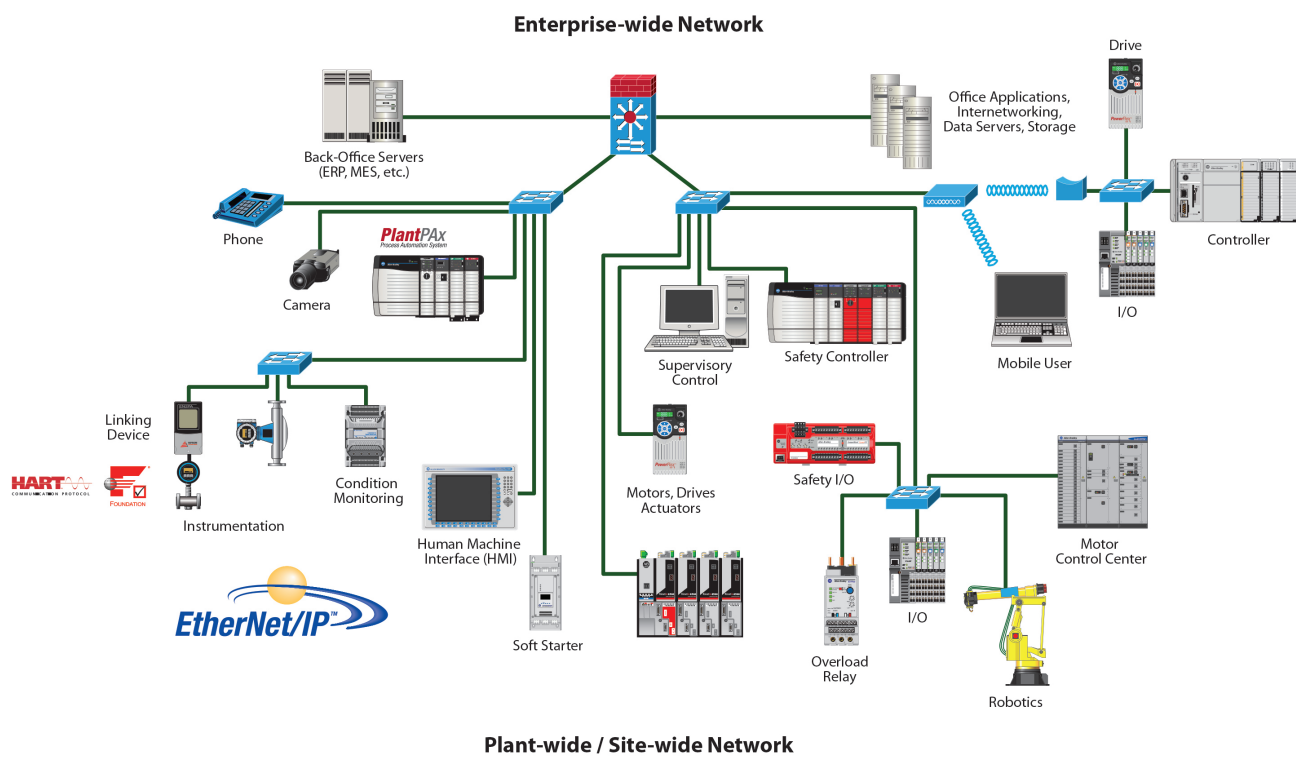 Enterprise-wide Network
Drive
Office Applications,
Internetworking,
Data Servers, Storage
Back-Office Servers
(ERP, MES, etc.)
Phone
PlantPAx
Process Automation System
Controller
Camera
I/O
Supervisory
Control
Safety Controller
Mobile User
Linking
Device
HART
COMMUNICATION PROTOCOL
FOUNDATION
Instrumentation
Condition
Monitoring
Human Machine
Interface (HMI)
Motors, Drives
Actuators
Safety I/O
Motor
Control Center
EtherNet/IP™
Soft Starter
I/O
Overload
Relay
Robotics
Plant-wide / Site-wide Network